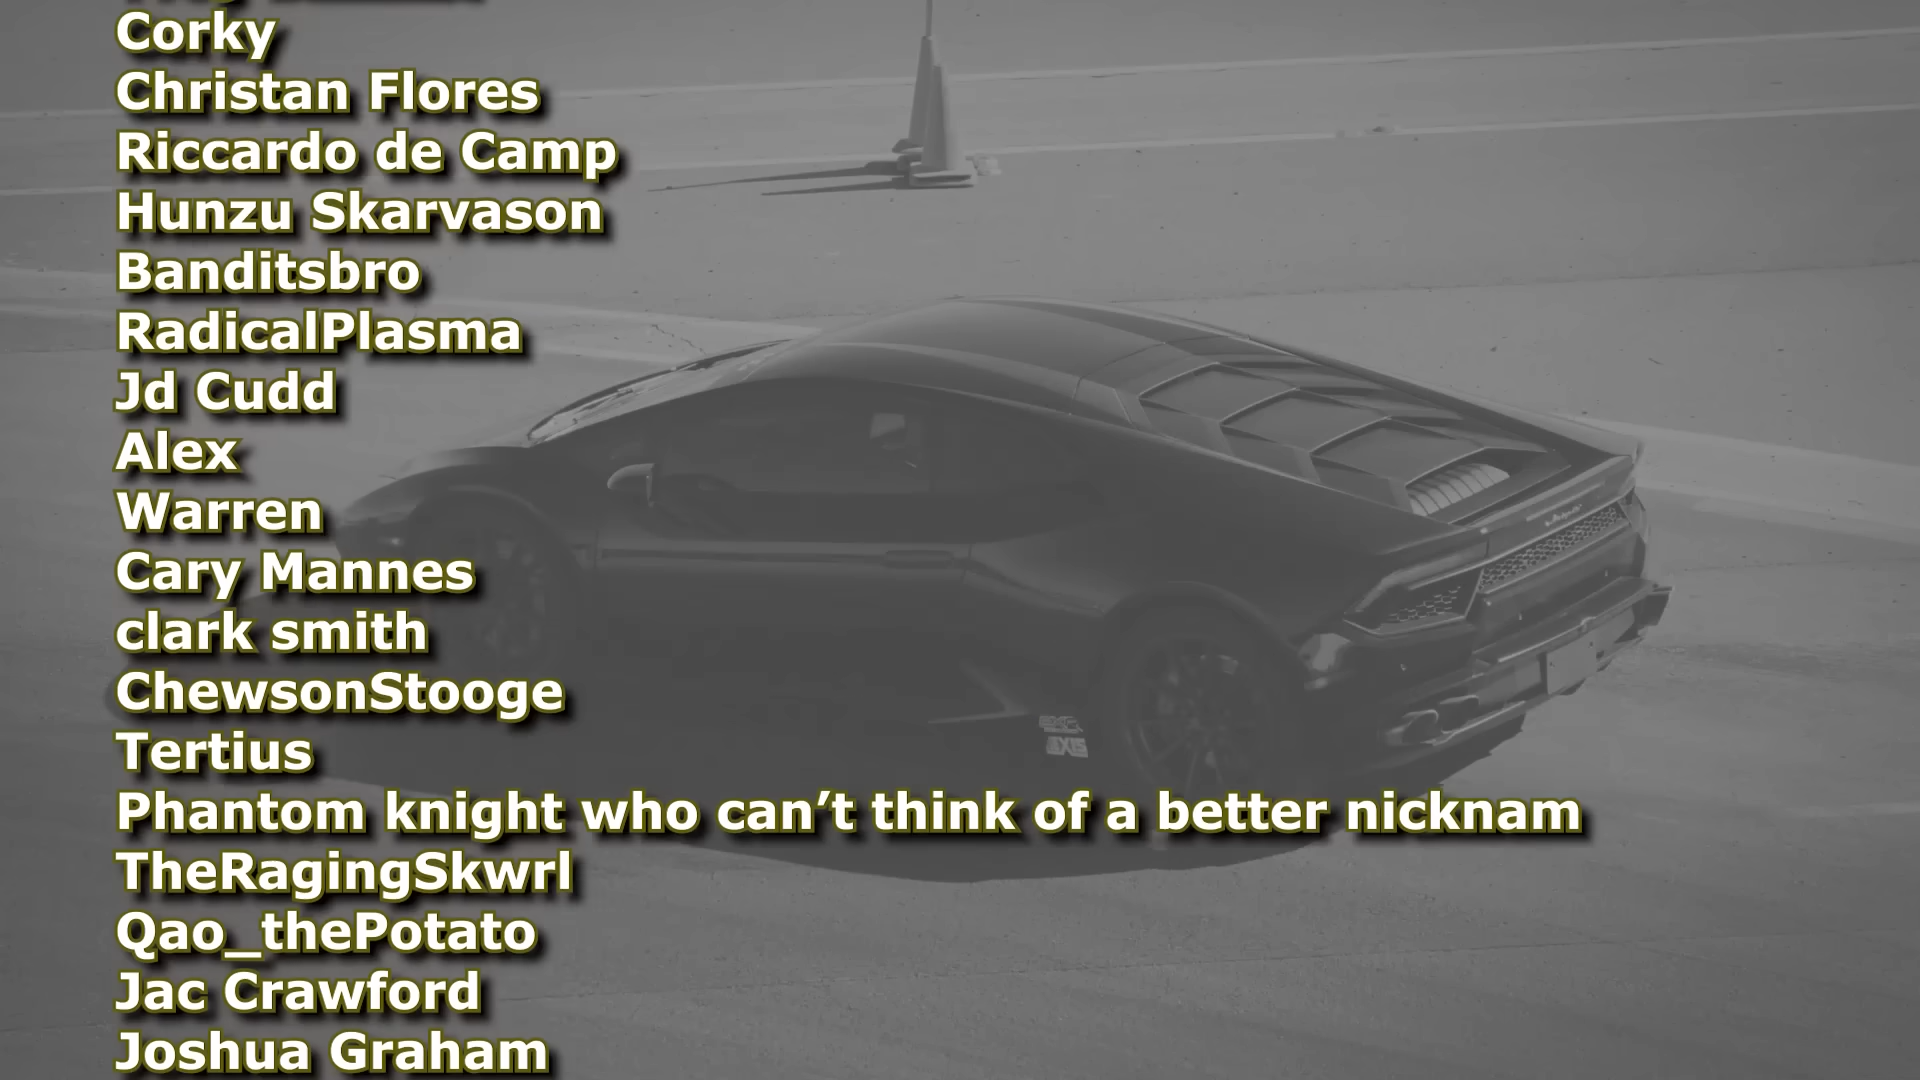 Corky
Christan Flores
Riccardo de Camp
Hunzu Skarvason
Banditsbro
RadicalPlasma
Jd Cudd
Alex
Warren
Cary Mannes
clark smith
ChewsonStooge
Tertius
Phantom knight who can’t think of a better nicknam
TheRagingSkwrl
Qao_thePotato
Jac Crawford
Joshua Graham